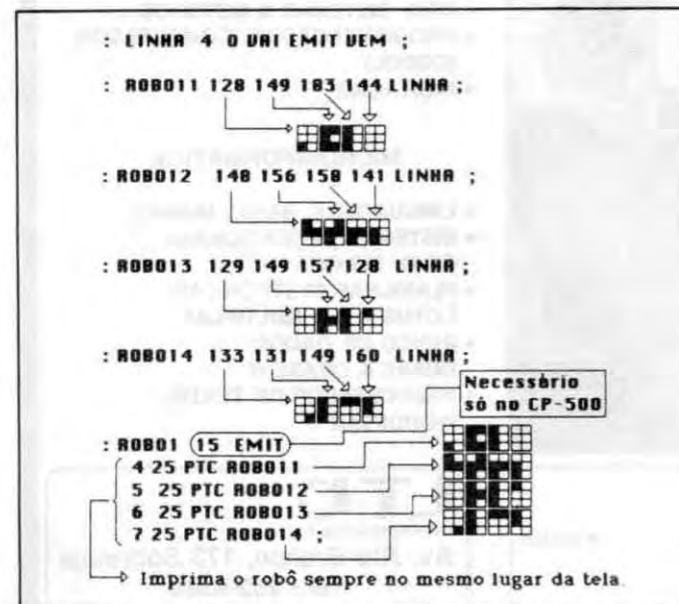 : LINHA 4 0 VAI EMIT VEM ;
: ROBO11 128 149 183 144 LINHA ;
: ROBO12 148 156 158 141 LINHA ;
: ROBO13 129 149 157 128 LINHA ;
: ROBO14 133 131 149 160 LINHA ;
Necessário
só no CP-500
: ROBO1 15 EMIT
4 25 PTC ROBO11
5 25 PTC ROBO12
6 25 PTC ROBO13
7 25 PTC ROBO14 ;
Imprima o robô sempre no mesmo lugar da tela.